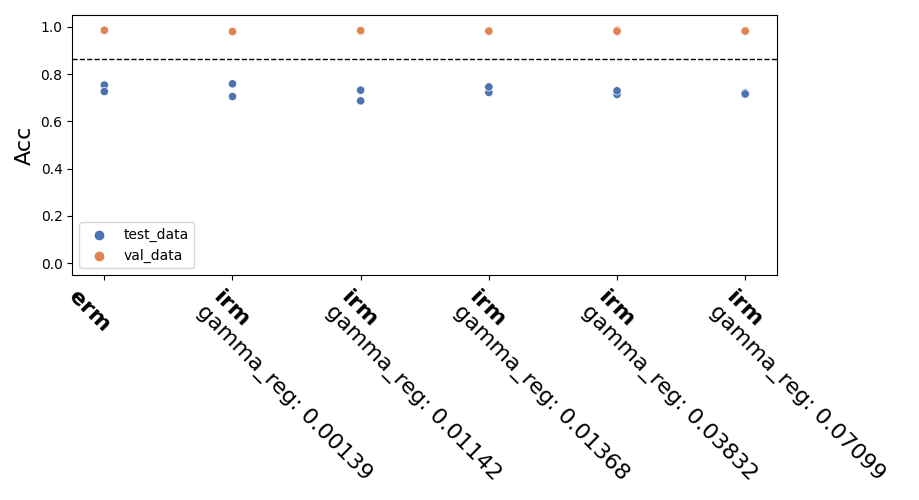 1.0
0.8
0.6
0.4
0.2
0.0
Acc
test_data
val_data
erm
irm
gamma_reg: 0.00139
irm
gamma_reg: 0.01142
irm
gamma_reg: 0.01368
irm
gamma_reg: 0.03832
irm
gamma_reg: 0.07099